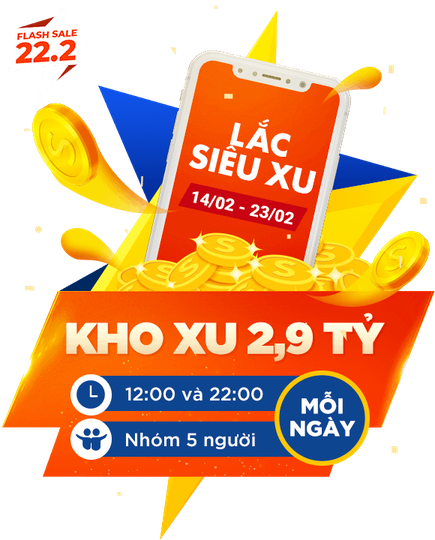 FLASH SALE
22.2
LẮC
SIÊU XU
14/02 - 23/02
KHO XU 2,9 TỶ
12:00 và 22:00
Nhóm 5 người
MỖI
NGÀY